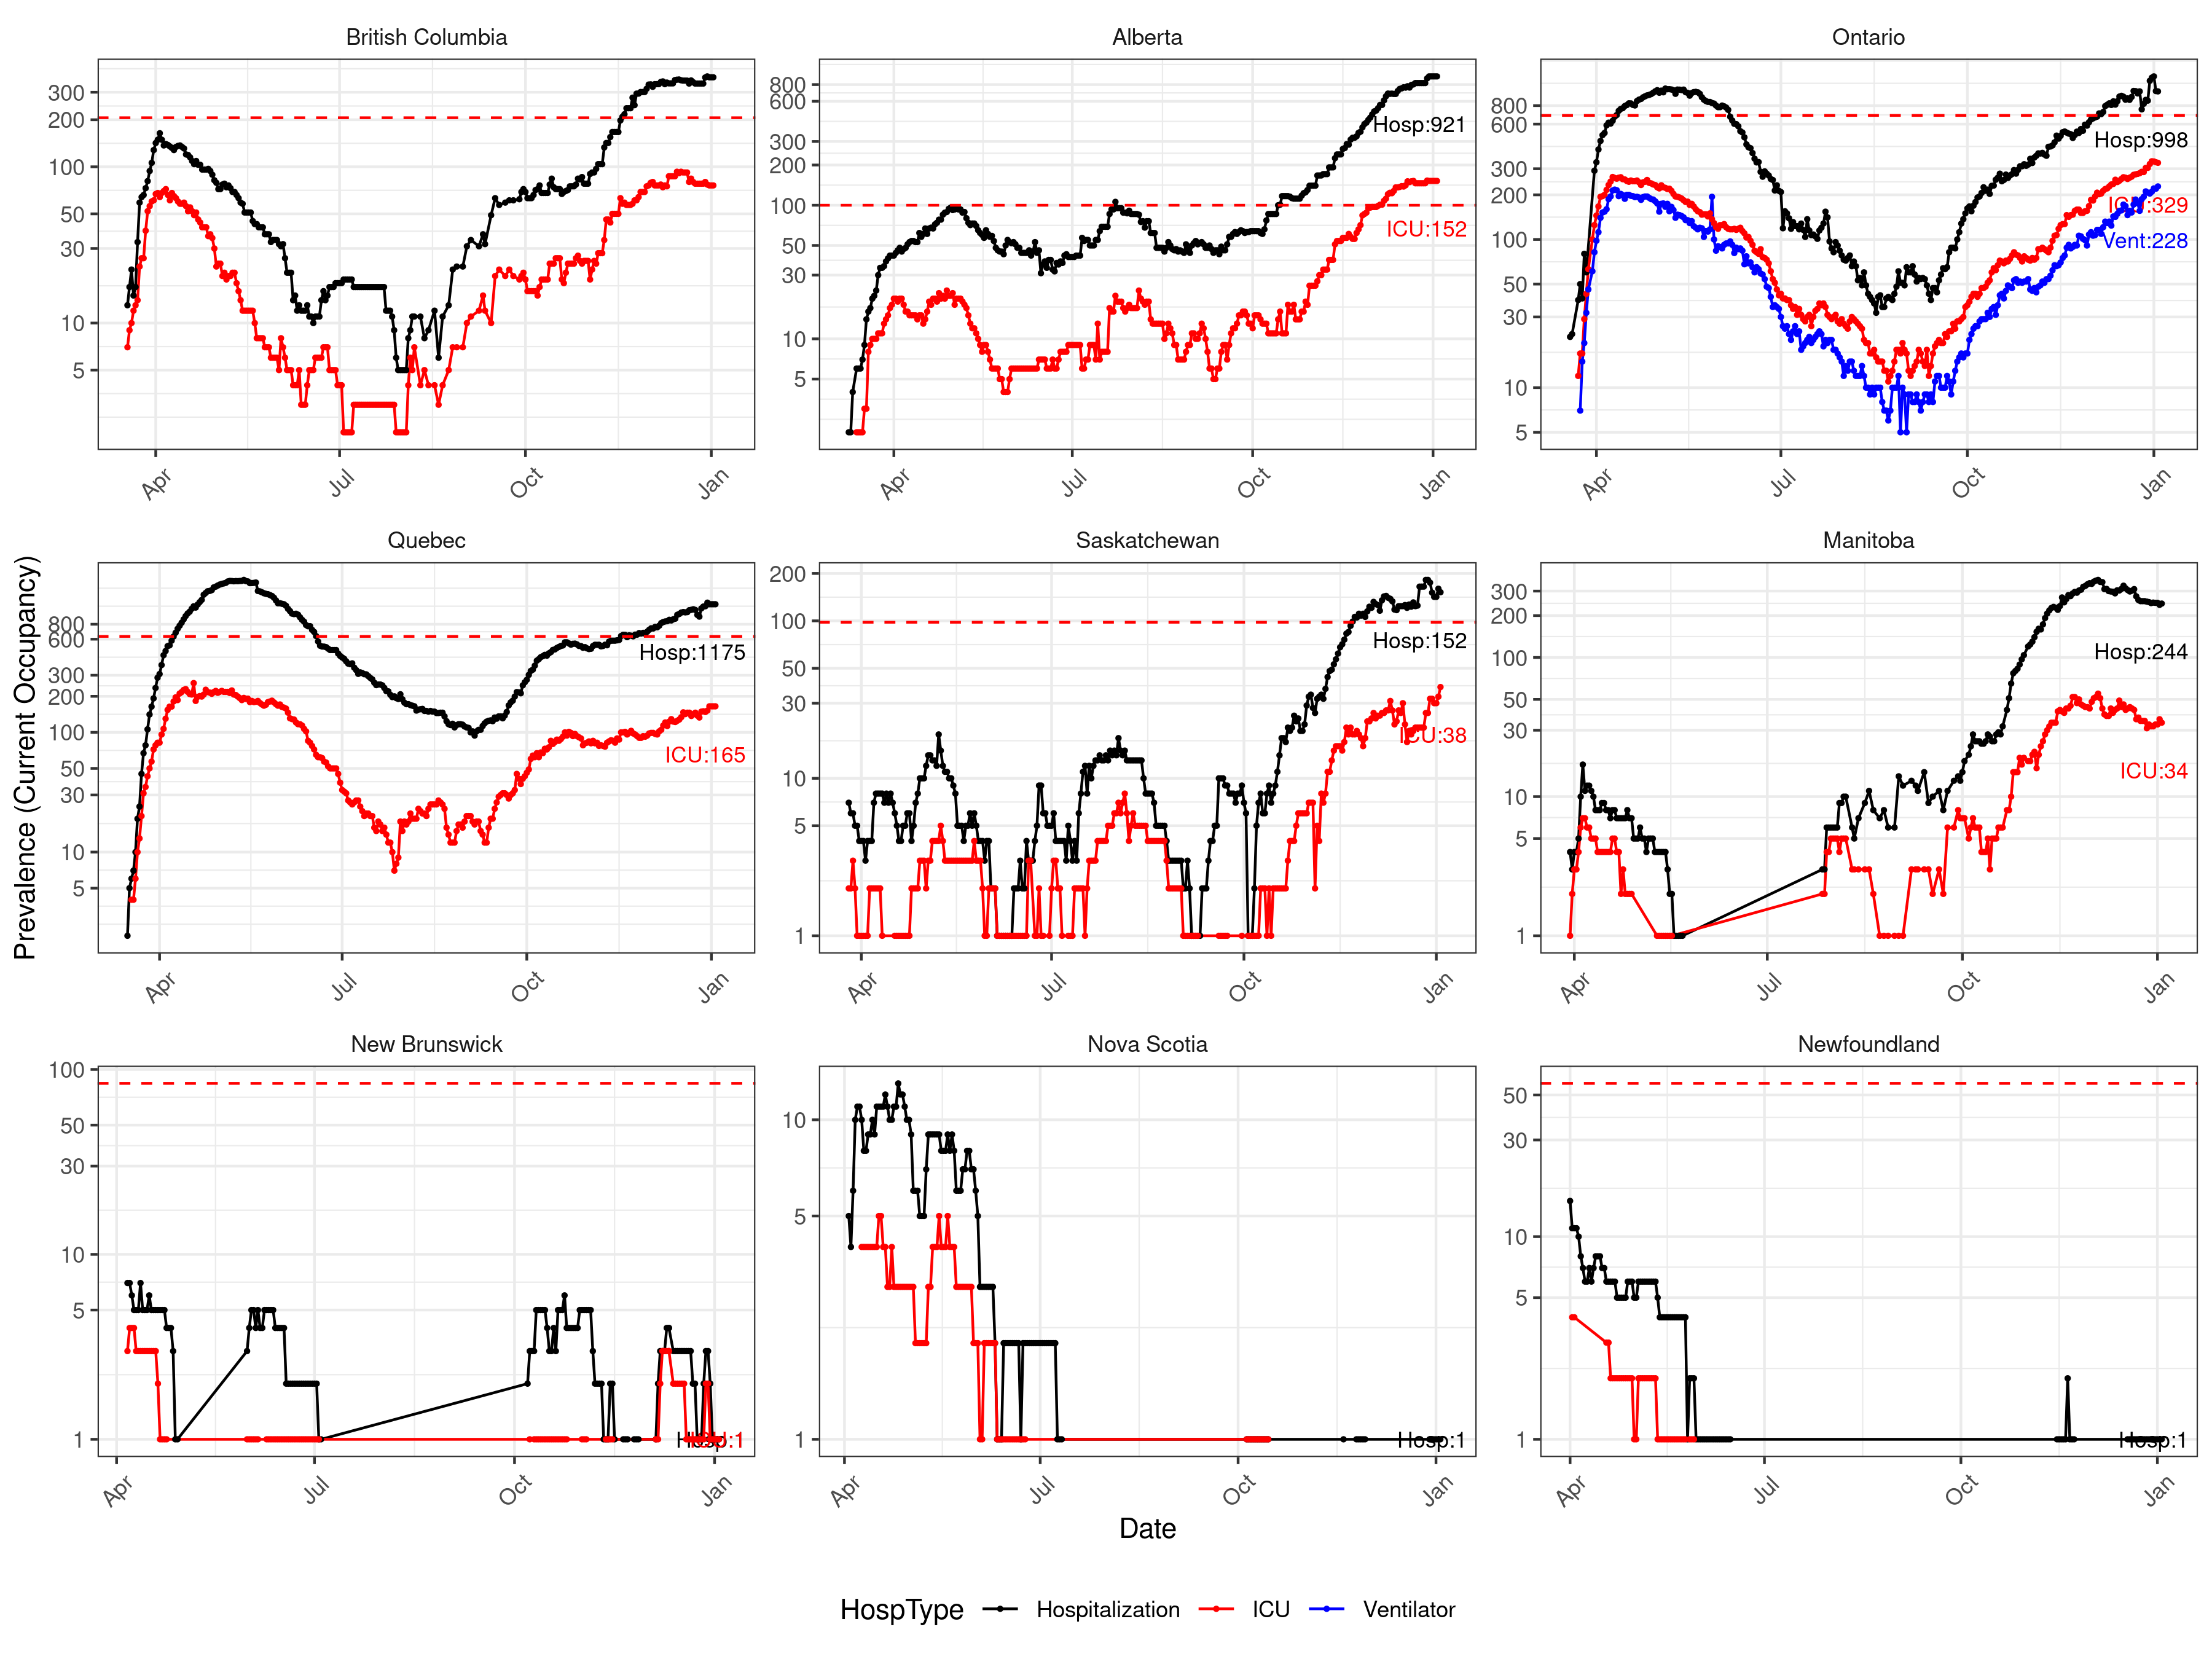 British Columbia
Alberta
Ontario
300
200
100
50
30
10
5
Apr
Jul
Oct
Jan
800
600
300
200
100
50
30
10
5
Hosp:921
ICU:152
Apr
Jul
Oct
Jan
800
600
300
200
100
50
30
10
5
Hosp:998
ICU:329
Vent:228
Apr
Jul
Oct
Jan
Prevalence (Current Occupancy)
Quebec
Saskatchewan
Manitoba
800
600
300
200
100
50
30
10
5
Hosp:1175
ICU:165
Apr
Jul
Oct
Jan
200
100
50
30
10
5
1
Hosp:152
ICU:38
Apr
Jul
Oct
Jan
300
200
100
50
30
10
5
1
Hosp:244
ICU:34
Apr
Jul
Oct
Jan
New Brunswick
Nova Scotia
Newfoundland
100
50
30
10
5
1
ICU:1
Apr
Jul
Oct
Jan
10
5
1
Hosp:1
Apr
Jul
Oct
Jan
50
30
10
5
1
Hosp:1
Apr
Jul
Oct
Jan
Date
HospType Hospitalization ICU Ventilator